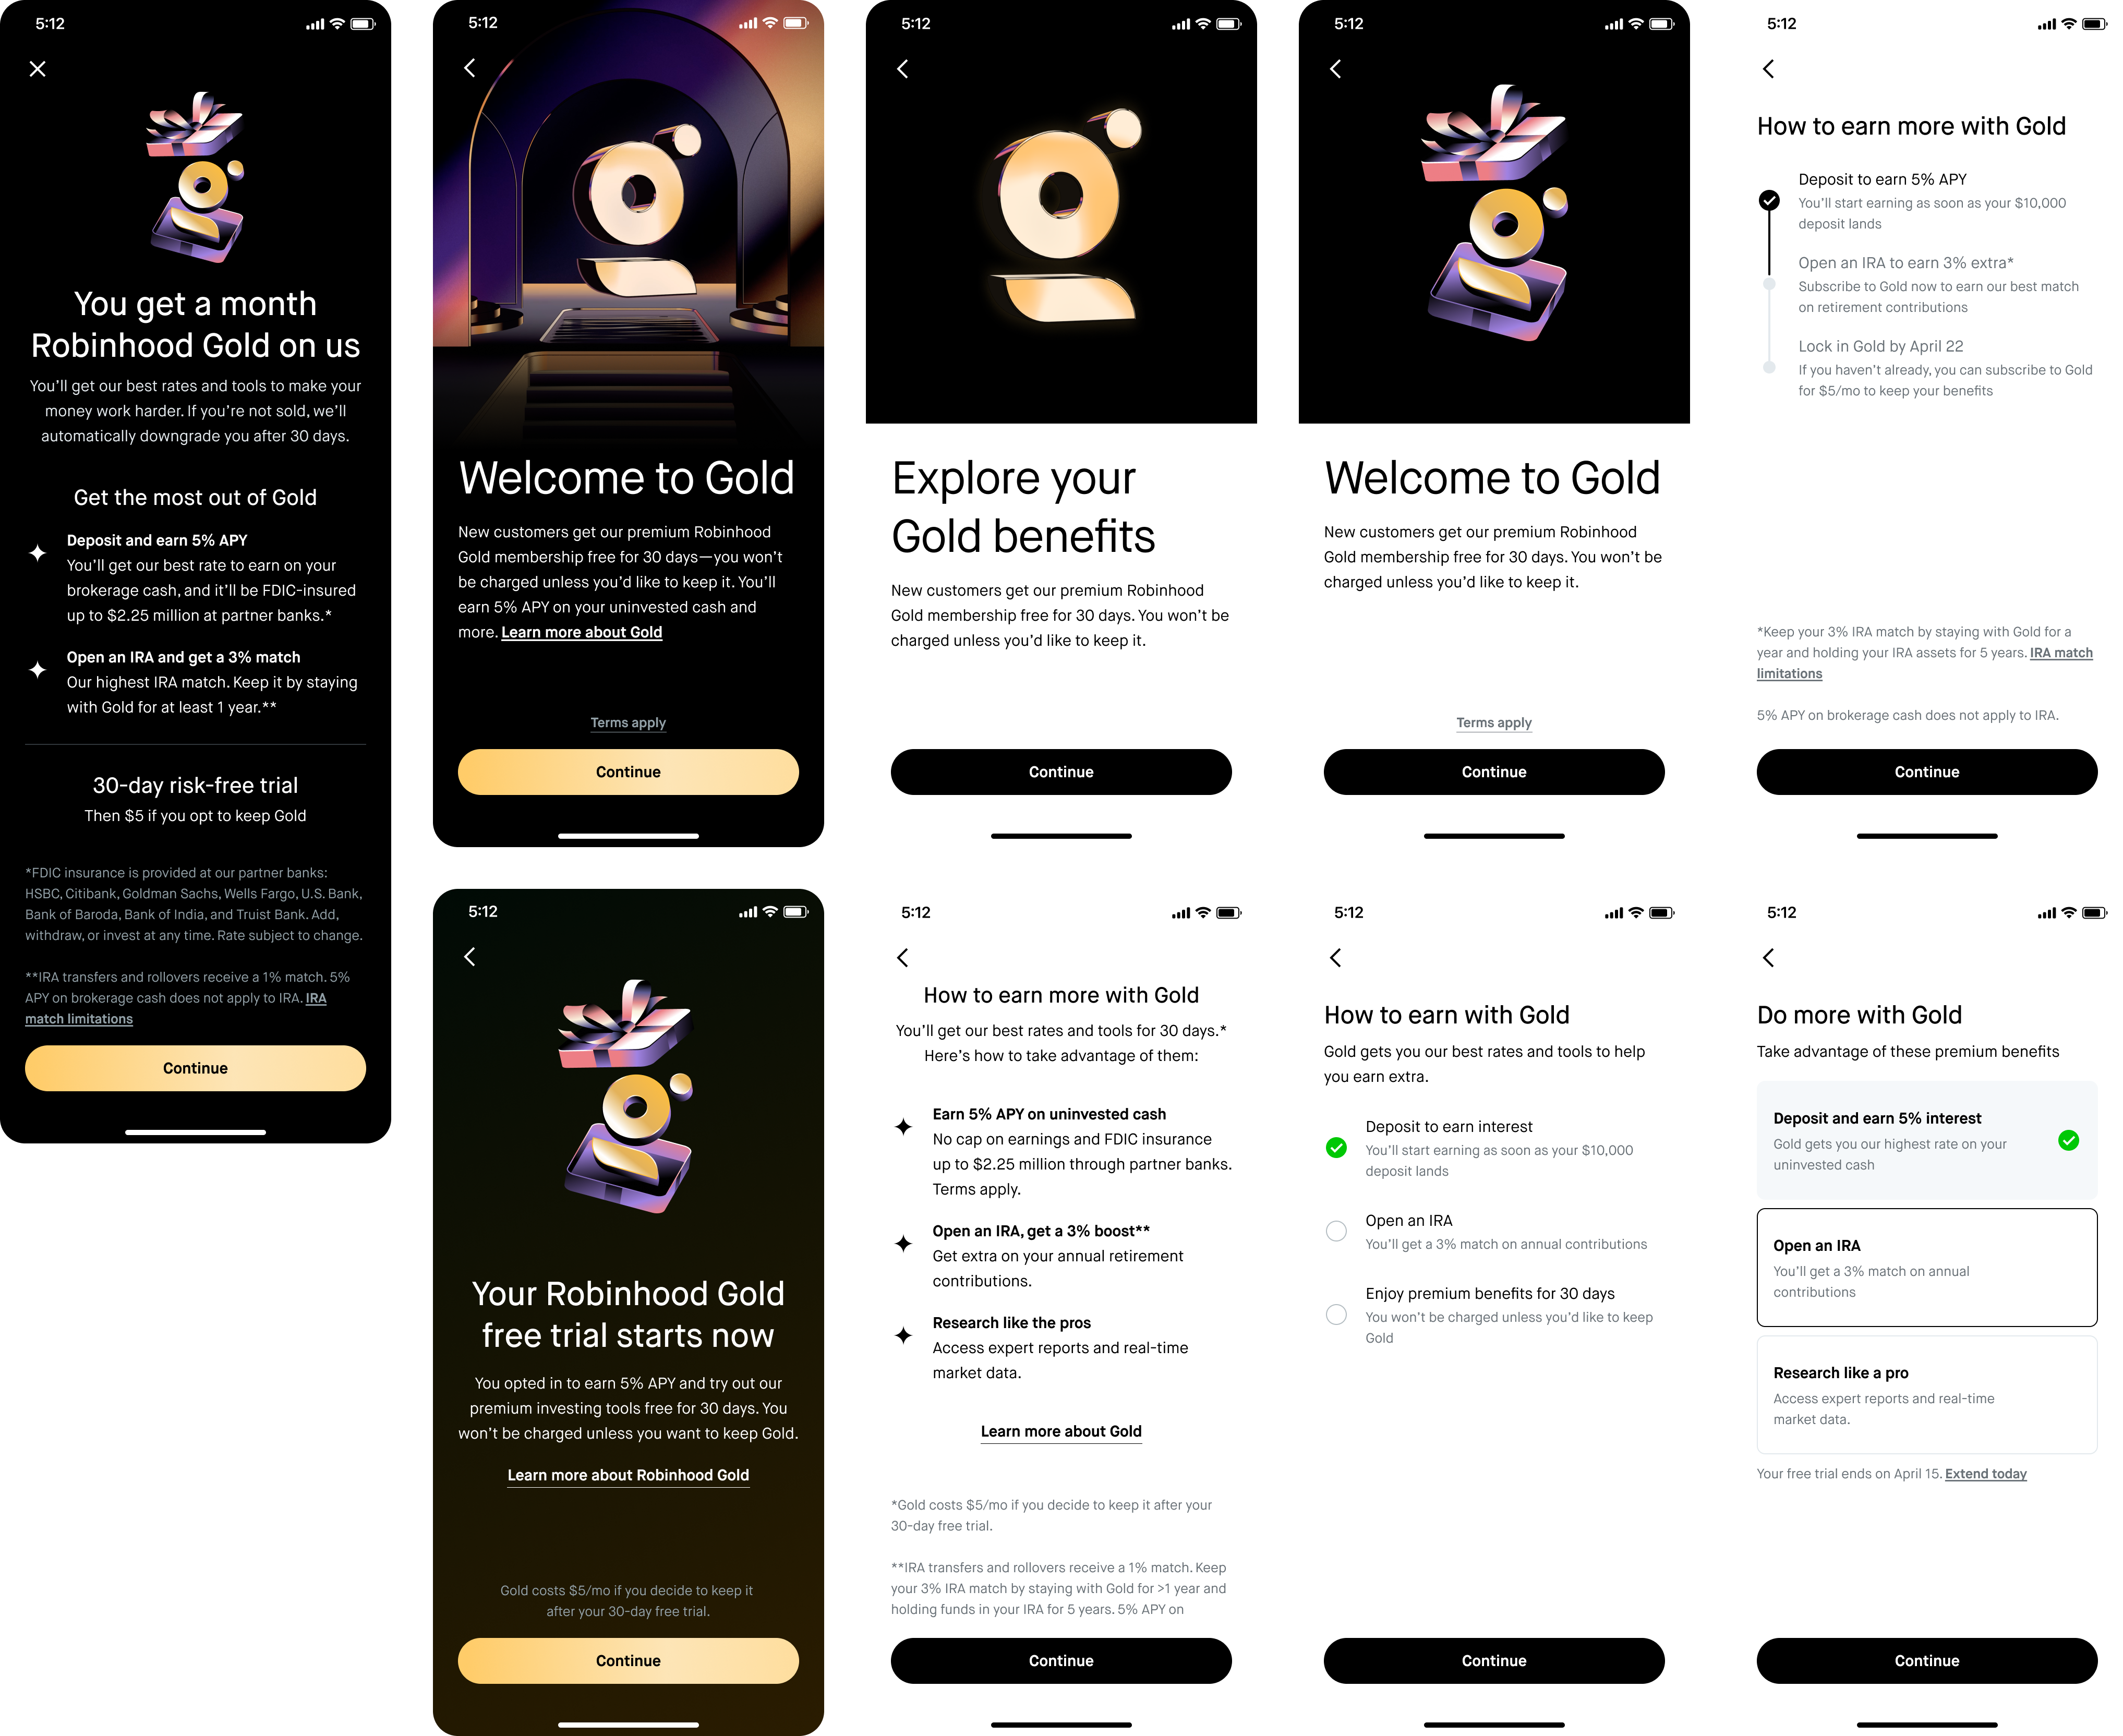 5:12
You get a month
Robinhood Gold on us
You'll get our best rates and tools to make your
money work harder. If you're not sold, we'll
automatically downgrade you after 30 days.
Get the most out of Gold
Deposit and earn 5% APY
You'll get our best rate to earn on your
brokerage cash, and it'll be FDIC-insured
up to $2.25 million at partner banks.*
Open an IRA and get a 3% match
Our highest IRA match. Keep it by staying
with Gold for at least 1 year.**
30-day risk-free trial
Then $5 if you opt to keep Gold
*FDIC insurance is provided at our partner banks:
HSBC, Citibank, Goldman Sachs, Wells Fargo, U.S. Bank,
Bank of Baroda, Bank of India, and Truist Bank. Add,
withdraw, or invest at any time. Rate subject to change.
**IRA transfers and rollovers receive a 1% match. 5%
APY on brokerage cash does not apply to IRA. IRA
match limitations
Continue
5:12
Welcome to Gold
New customers get our premium Robinhood
Gold membership free for 30 days—you won't
be charged unless you'd like to keep it. You'll
earn 5% APY on your uninvested cash and
more. Learn more about Gold
Terms apply
Continue
5:12
Explore your
Gold benefits
New customers get our premium Robinhood
Gold membership free for 30 days. You won't be
charged unless you'd like to keep it.
Continue
5:12
Welcome to Gold
New customers get our premium Robinhood
Gold membership free for 30 days. You won't be
charged unless you'd like to keep it.
Terms apply
Continue
5:12
How to earn more with Gold
Deposit to earn 5% APY
You'll start earning as soon as your $10,000
deposit lands
Open an IRA to earn 3% extra*
Subscribe to Gold now to earn our best match
on retirement contributions
Lock in Gold by April 22
If you haven't already, you can subscribe to Gold
for $5/mo to keep your benefits
*Keep your 3% IRA match by staying with Gold for a
year and holding your IRA assets for 5 years. IRA match
limitations
5% APY on brokerage cash does not apply to IRA.
Continue
5:12
Your Robinhood Gold
free trial starts now
You opted in to earn 5% APY and try out our
premium investing tools free for 30 days. You
won't be charged unless you want to keep Gold.
Learn more about Robinhood Gold
Gold costs $5/mo if you decide to keep it
after your 30-day free trial.
Continue
5:12
How to earn more with Gold
You'll get our best rates and tools for 30 days.*
Here's how to take advantage of them:
Earn 5% APY on uninvested cash
No cap on earnings and FDIC insurance
up to $2.25 million through partner banks.
Terms apply.
Open an IRA, get a 3% boost**
Get extra on your annual retirement
contributions.
Research like the pros
Access expert reports and real-time
market data.
Learn more about Gold
*Gold costs $5/mo if you decide to keep it after your
30-day free trial.
**IRA transfers and rollovers receive a 1% match. Keep
your 3% IRA match by staying with Gold for >1 year and
holding funds in your IRA for 5 years. 5% APY on
Continue
5:12
How to earn with Gold
Gold gets you our best rates and tools to help
you earn extra.
Deposit to earn interest
You'll start earning as soon as your $10,000
deposit lands
Open an IRA
You'll get a 3% match on annual contributions
Enjoy premium benefits for 30 days
You won't be charged unless you'd like to keep
Gold
Continue
5:12
Do more with Gold
Take advantage of these premium benefits
Deposit and earn 5% interest
Gold gets you our highest rate on your
uninvested cash
Open an IRA
You'll get a 3% match on annual
contributions
Research like a pro
Access expert reports and real-time
market data.
Your free trial ends on April 15. Extend today
Continue